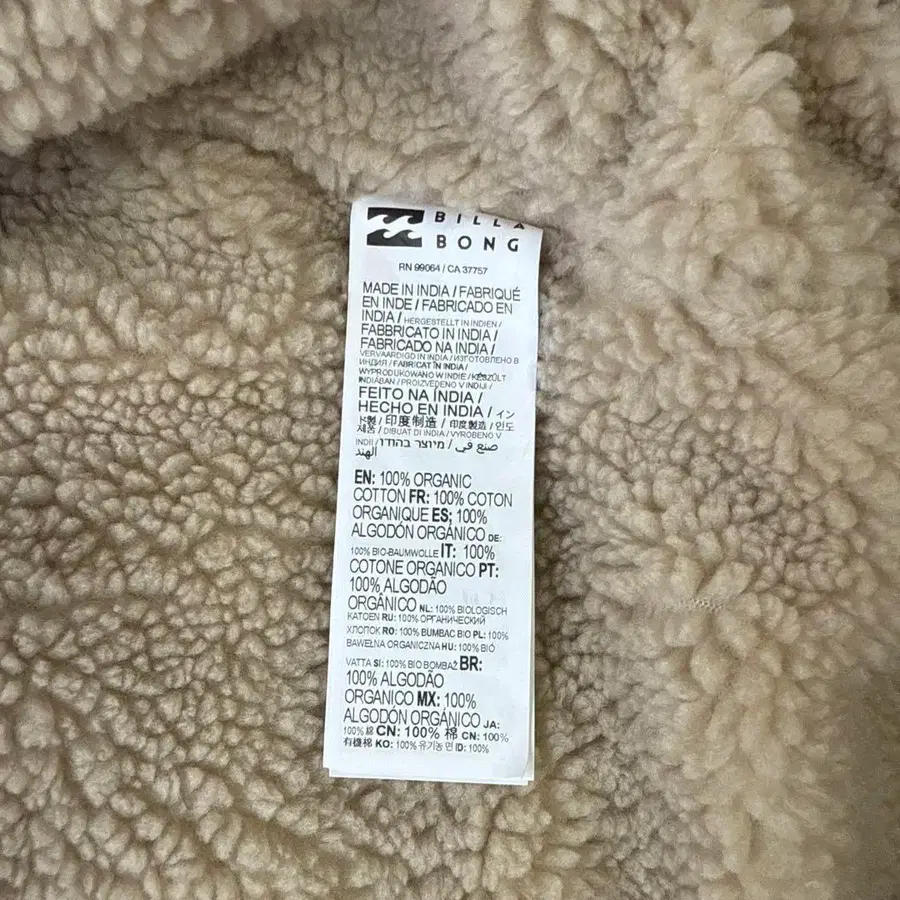 BILLA
BONG
RN 99064 / CA 37757
MADE IN INDIA / FABRIQUÉ
EN INDE / FABRICADO EN
INDIA / HERGESTELLT IN INDIEN /
FABBRICATO IN INDIA /
FABRICADO NA INDIA /
VERVAARDIGD IN INDIA / ИЗГОТОВЛЕНО В
ИНДИЯ / FABRICAT ÎN INDIA /
WYPRODUKOWANO W INDIE / KÉSZÜLT
INDIÁBAN / PROIZVEDENO V INDIJI /
FEITO NA ÍNDIA /
HECHO EN INDIA / イン
ド製 / 印度制造 / 印度製造 / 인도
제조 / DIBUAT DI INDIA / VYROBENO V
INDII / מיוצר בהודו / صنع في
الهند
EN: 100% ORGANIC
COTTON FR: 100% COTON
ORGANIQUE ES: 100%
ALGODÓN ORGÁNICO DE:
100% BIO-BAUMWOLLE IT: 100%
COTONE ORGANICO PT:
100% ALGODÃO
ORGÂNICO NL: 100% BIOLOGISCH
KATOEN RU: 100% ОРГАНИЧЕСКИЙ
ХЛОПОК RO: 100% BUMBAC BIO PL: 100%
BAWEŁNA ORGANICZNA HU: 100% BIÓ
VATTA SI: 100% BIO BOMBAŽ BR:
100% ALGODÃO
ORGANICO MX: 100%
ALGODÓN ORGÁNICO JA:
100% 綿 CN: 100% 棉 CN: 100%
有機棉 KO: 100% 유기농 면 ID: 100%